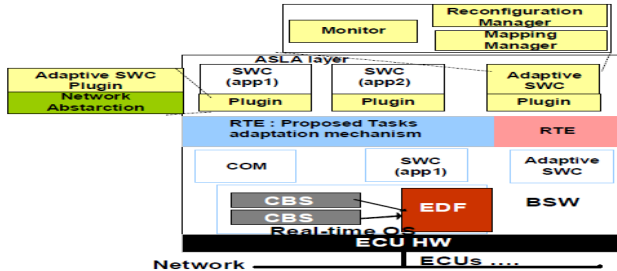 Monitor
Reconfiguration
Manager
Mapping
Manager
ASLA layer
Adaptive SWC
Plugin
Network
Abstarction
SWC
(app1)
Plugin
SWC
(app2)
Plugin
Adaptive
SWC
Plugin
RTE : Proposed Tasks
adaptation mechanism
RTE
COM
SWC
(app1)
Adaptive
SWC
CBS
CBS
EDF
BSW
Real-time OS
ECU HW
Network
ECUs ....